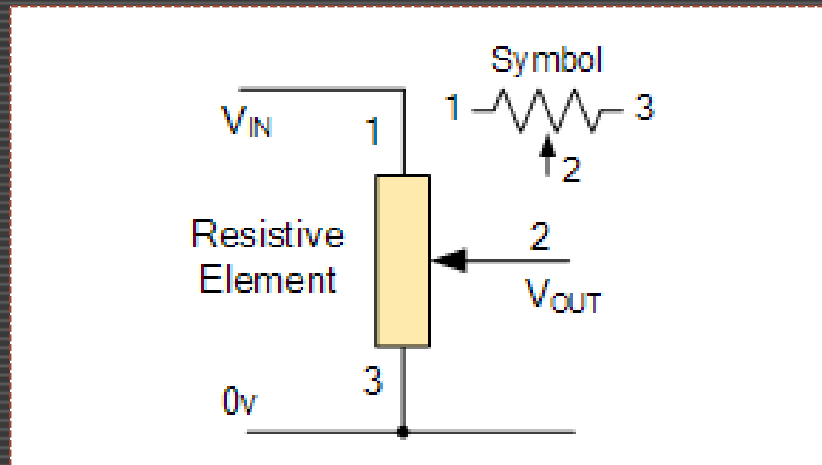 Symbol
1 3
2
VIN
1
Resistive
Element
2
VOUT
3
0v